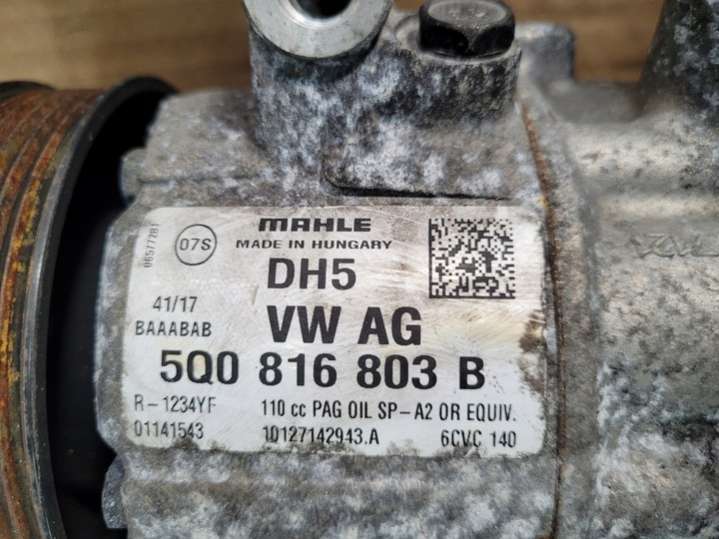 MAHLE
07S
MADE IN HUNGARY
DH5
41/17
BAAABAB
VW AG
5Q0 816 803 B
R-1234YF 110 cc PAG OIL SP-A2 OR EQUIV.
01141543 10127142943.A 6CVC 140